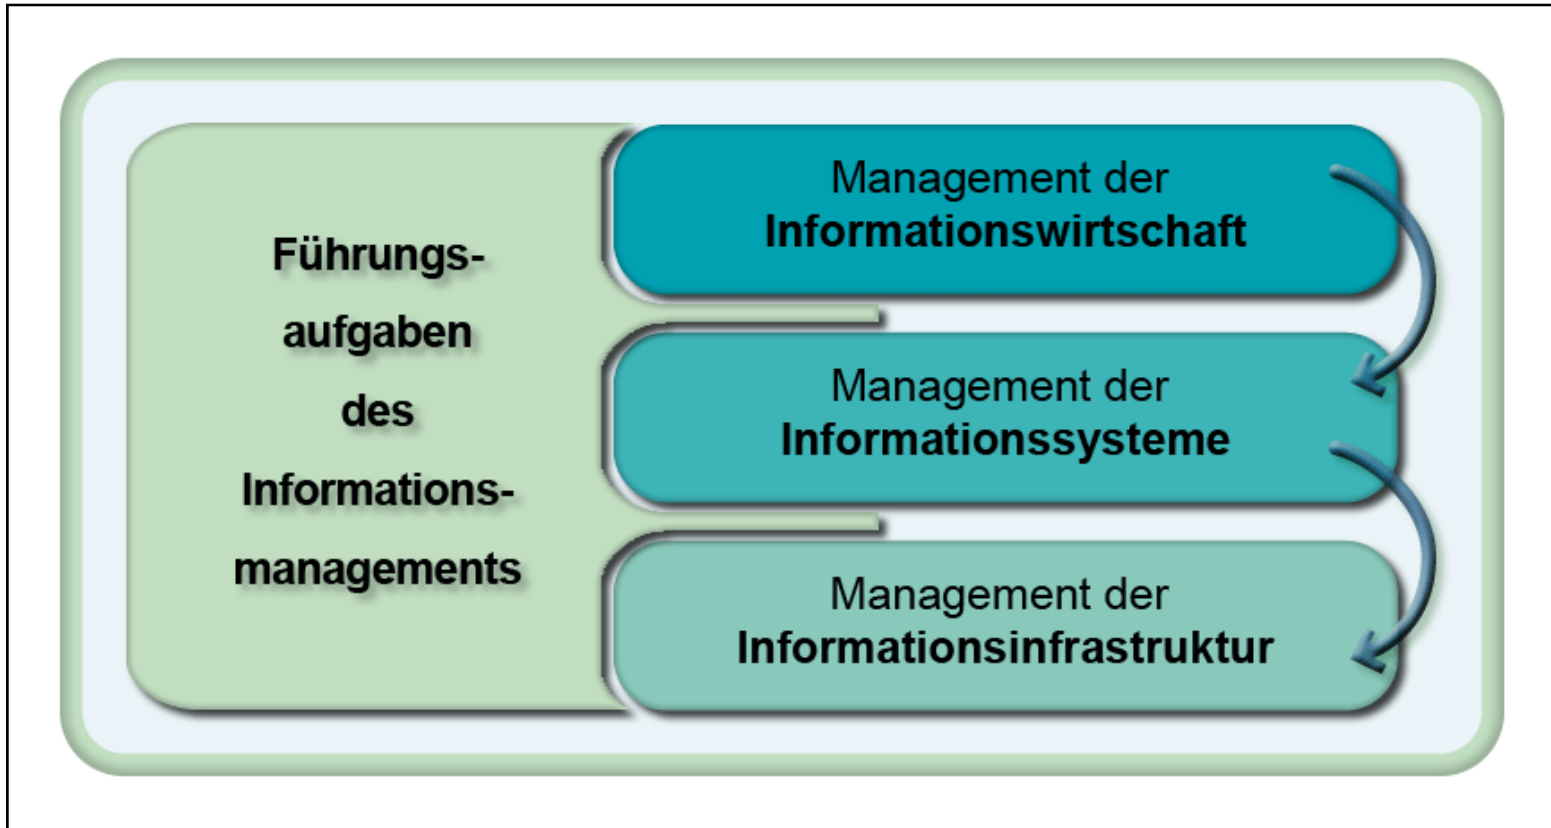 Führungs-
aufgaben
des
Informations-
managements
Management der
Informationswirtschaft
Management der
Informationssysteme
Management der
Informationsinfrastruktur